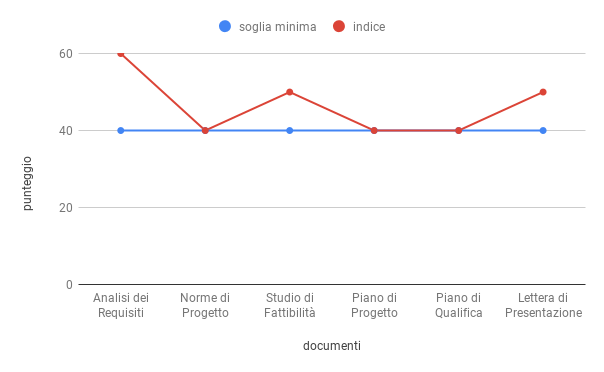 soglia minima indice
60
40
20
0
punteggio
Analisi dei Requisiti
Norme di Progetto
Studio di Fattibilità
Piano di Progetto
Piano di Qualifica
Lettera di Presentazione
documenti